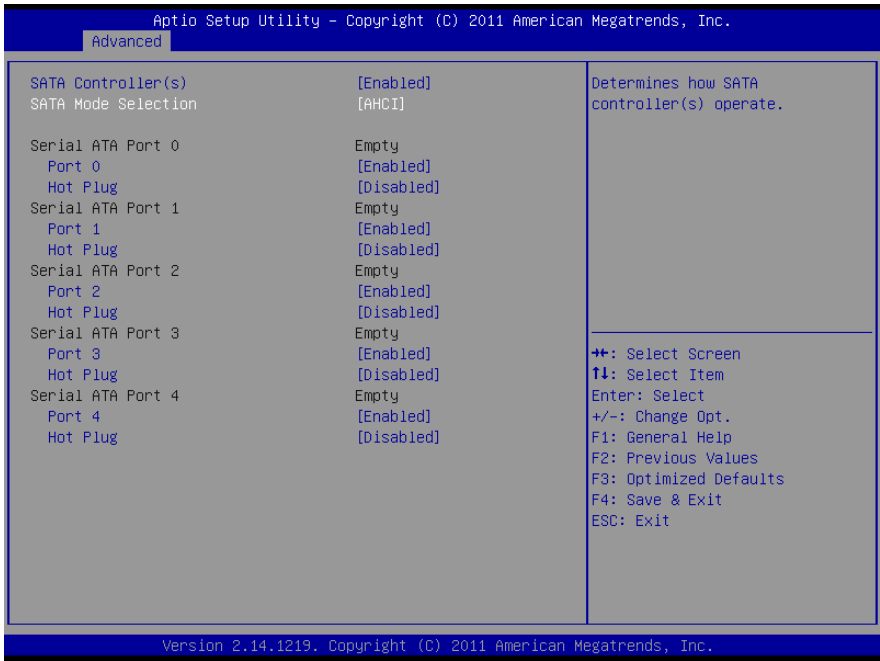 Aptio Setup Utility – Copyright (C) 2011 American Megatrends, Inc.
Advanced
SATA Controller(s) [Enabled]
SATA Mode Selection [AHCI]
Serial ATA Port 0 Empty
Port 0 [Enabled]
Hot Plug [Disabled]
Serial ATA Port 1 Empty
Port 1 [Enabled]
Hot Plug [Disabled]
Serial ATA Port 2 Empty
Port 2 [Enabled]
Hot Plug [Disabled]
Serial ATA Port 3 Empty
Port 3 [Enabled]
Hot Plug [Disabled]
Serial ATA Port 4 Empty
Port 4 [Enabled]
Hot Plug [Disabled]
Determines how SATA
controller(s) operate.
→←: Select Screen
↑↓: Select Item
Enter: Select
+/-: Change Opt.
F1: General Help
F2: Previous Values
F3: Optimized Defaults
F4: Save & Exit
ESC: Exit
Version 2.14.1219. Copyright (C) 2011 American Megatrends, Inc.